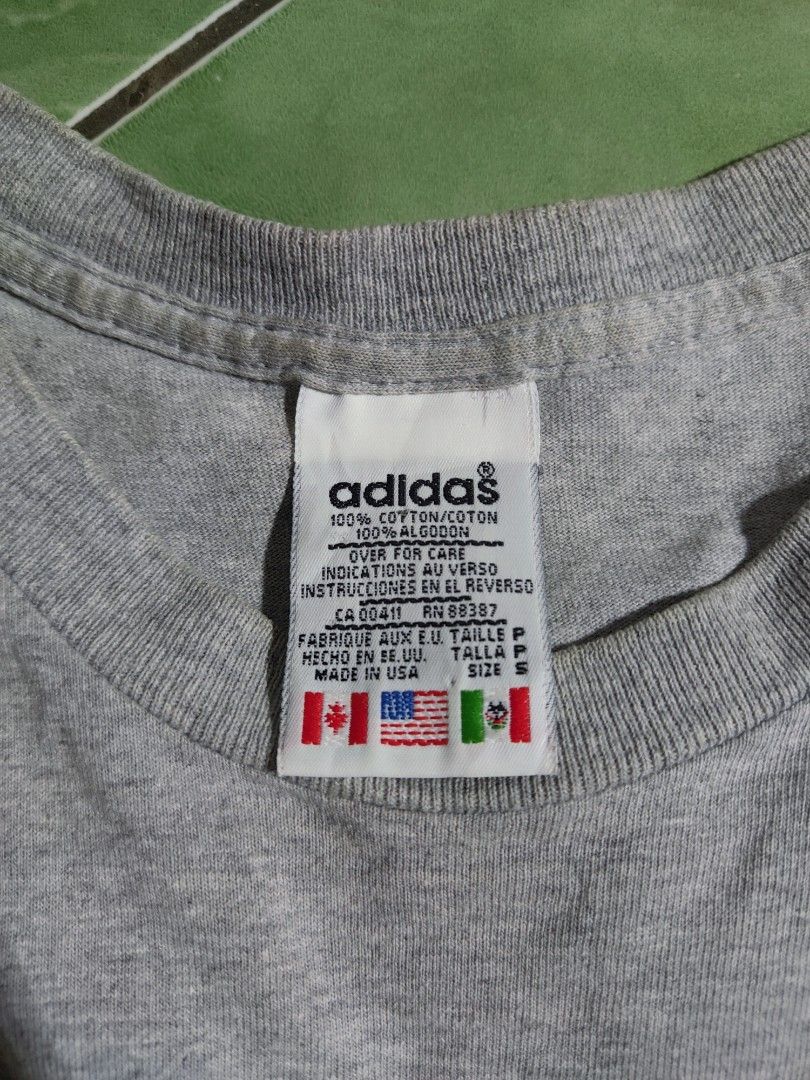 adidas®
100% COTTON/COTON
100% ALGODON
OVER FOR CARE
INDICATIONS AU VERSO
INSTRUCCIONES EN EL REVERSO
CA 00411 RN 88387
FABRIQUE AUX E.U. TAILLE P
HECHO EN EE.UU. TALLA P
MADE IN USA SIZE S